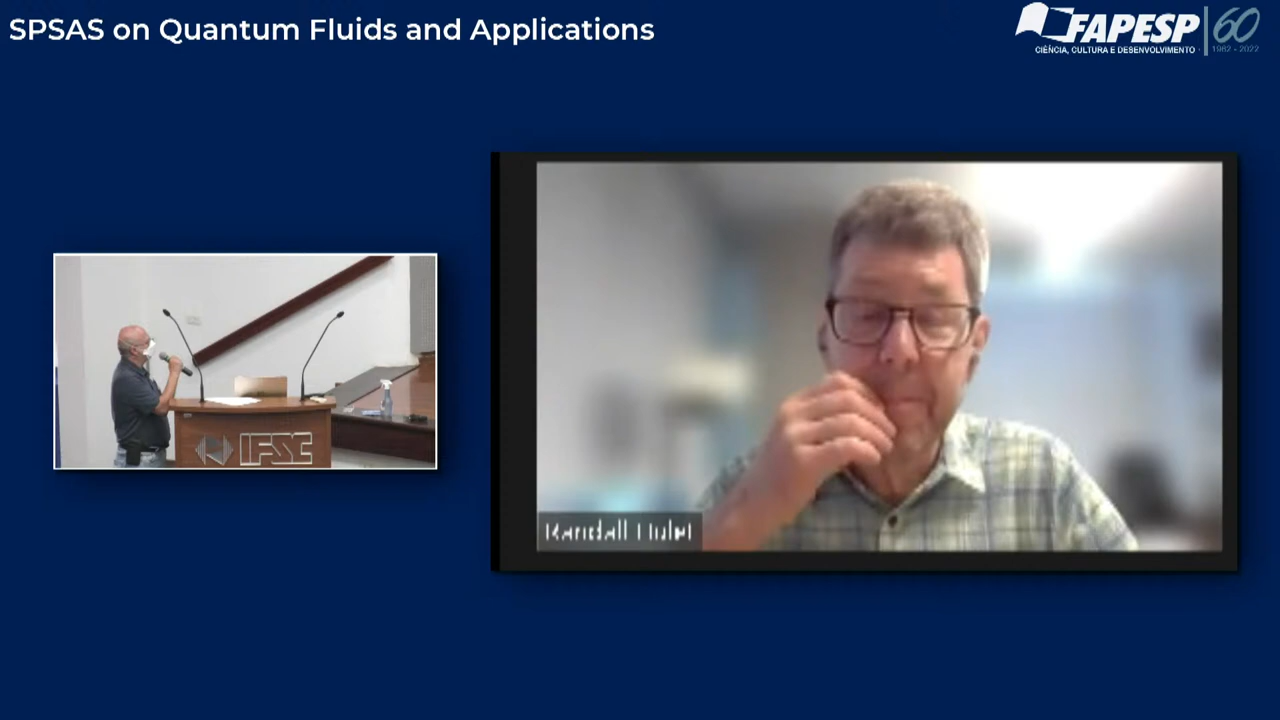 SPSAS on Quantum Fluids and Applications
FAPESP 60
CIÊNCIA, CULTURA E DESENVOLVIMENTO
1962 - 2022
IFSC
Randall Hulet